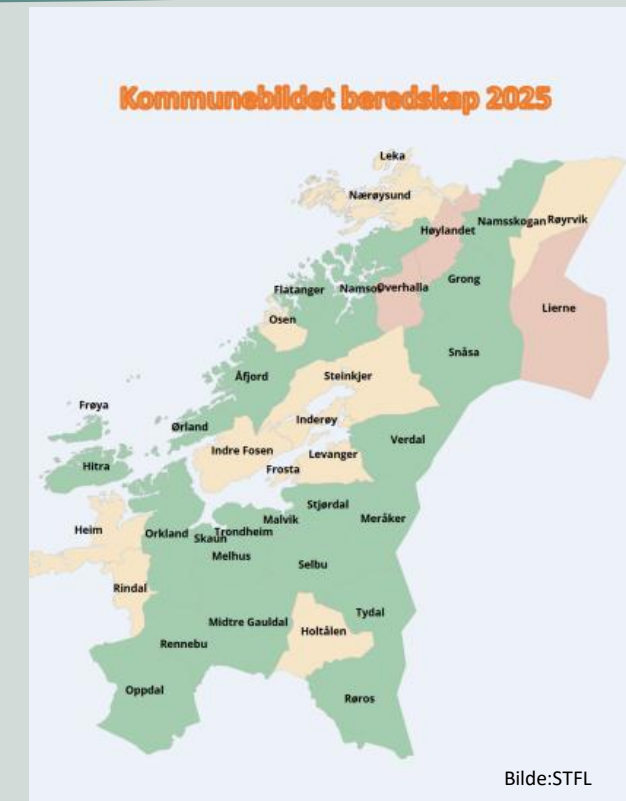 Kommunebildet beredskap 2025
Leka
Nærøysund
Namsskogan Røyrvik
Høylandet
Grong
Flatanger Namsos Overhalla
Lierne
Osen
Snåsa
Åfjord Steinkjer
Frøya
Inderøy
Ørland
Verdal
Indre Fosen Levanger
Hitra
Frosta
Stjørdal
Malvik Meråker
Heim Orkland Skaun Trondheim
Melhus
Selbu
Rindal
Tydal
Midtre Gauldal
Holtålen
Rennebu
Oppdal
Røros
Bilde:STFL